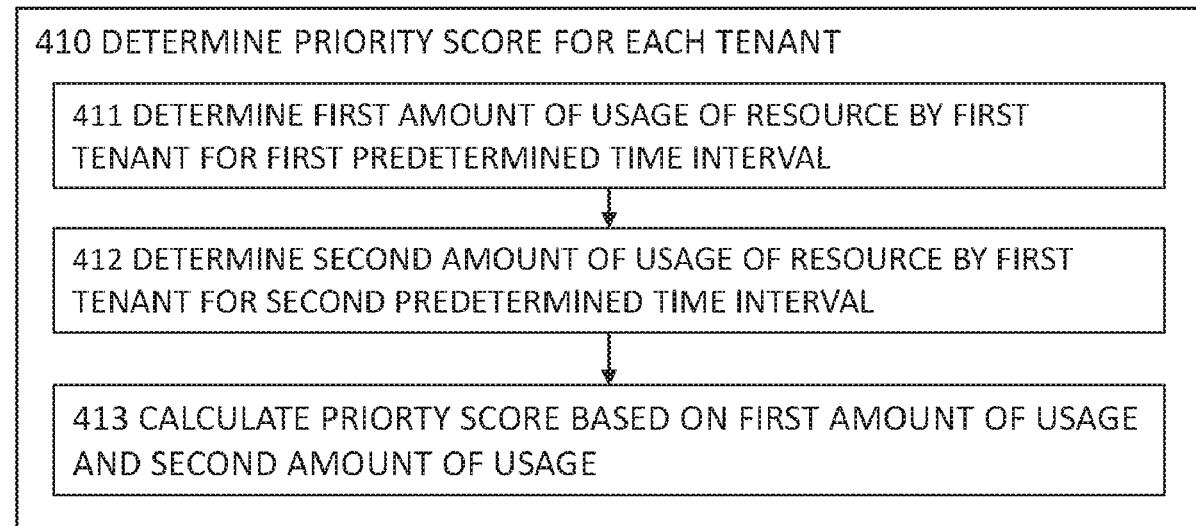 410 DETERMINE PRIORITY SCORE FOR EACH TENANT
411 DETERMINE FIRST AMOUNT OF USAGE OF RESOURCE BY FIRST
TENANT FOR FIRST PREDETERMINED TIME INTERVAL
412 DETERMINE SECOND AMOUNT OF USAGE OF RESOURCE BY FIRST
TENANT FOR SECOND PREDETERMINED TIME INTERVAL
413 CALCULATE PRIORTY SCORE BASED ON FIRST AMOUNT OF USAGE
AND SECOND AMOUNT OF USAGE